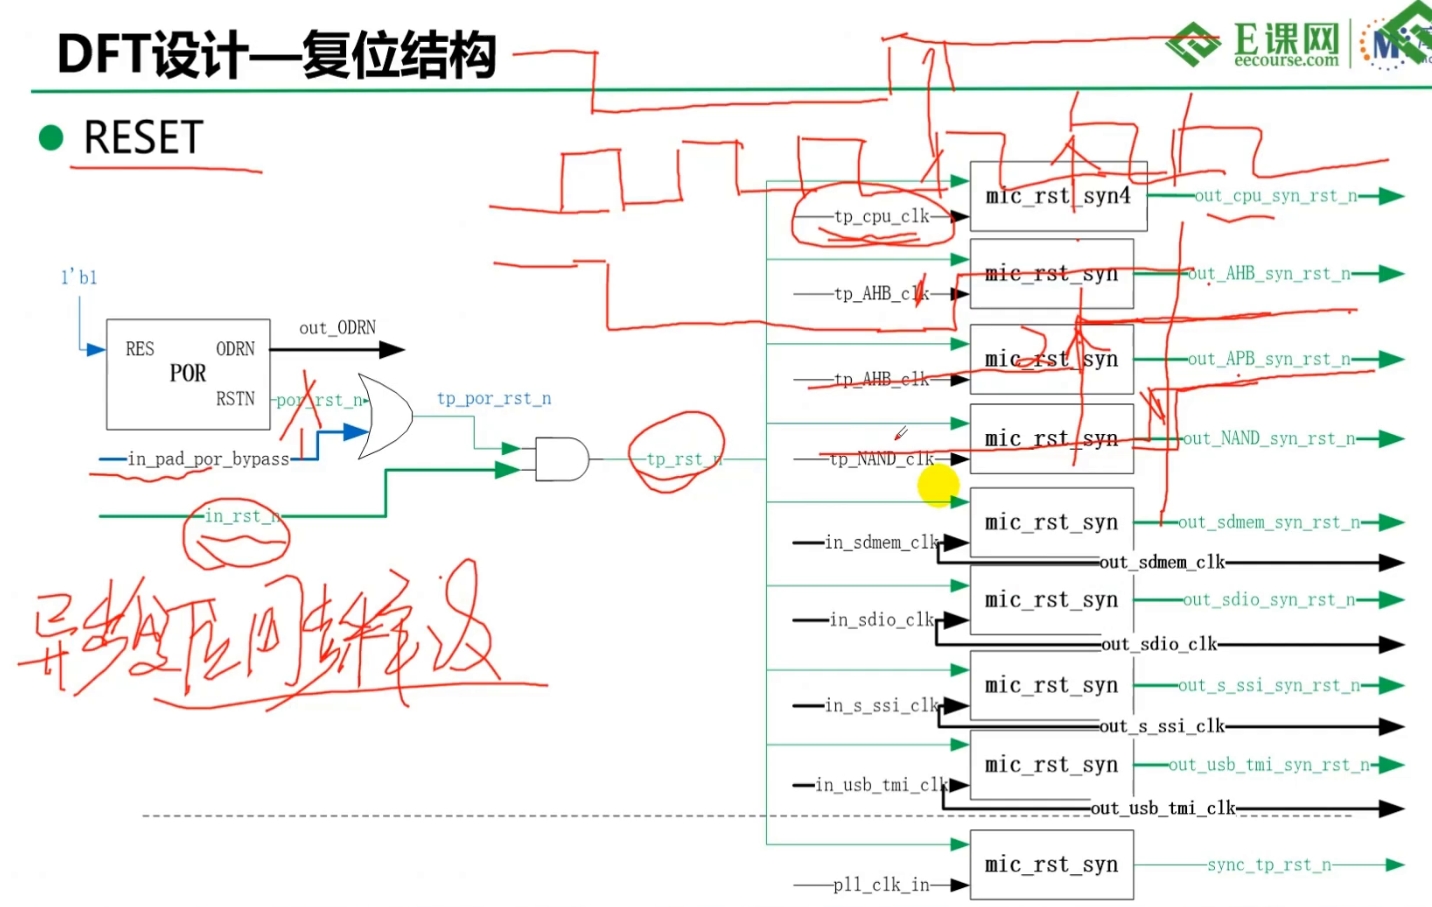 DFT设计—复位结构
E课网
eecourse.com
RESET
mic_rst_syn4
out_cpu_syn_rst_n
tp_cpu_clk
1'b1
mic_rst_syn
out_AHB_syn_rst_n
tp_AHB_clk
1
out_ODRN
RES
ODRN
POR
RSTN
mic_rst_syn
out_APB_syn_rst_n
tp_AHB_clk
2
por_rst_n
tp_por_rst_n
in_pad_por_bypass
tp_rst_n
mic_rst_syn
out_NAND_syn_rst_n
tp_NAND_clk
in_rst_n
mic_rst_syn
out_sdmem_syn_rst_n
in_sdmem_clk
out_sdmem_clk
异步复位同步释放
mic_rst_syn
out_sdio_syn_rst_n
in_sdio_clk
out_sdio_clk
mic_rst_syn
out_s_ssi_syn_rst_n
in_s_ssi_clk
out_s_ssi_clk
mic_rst_syn
out_usb_tmi_syn_rst_n
in_usb_tmi_clk
out_usb_tmi_clk
mic_rst_syn
sync_tp_rst_n
pll_clk_in